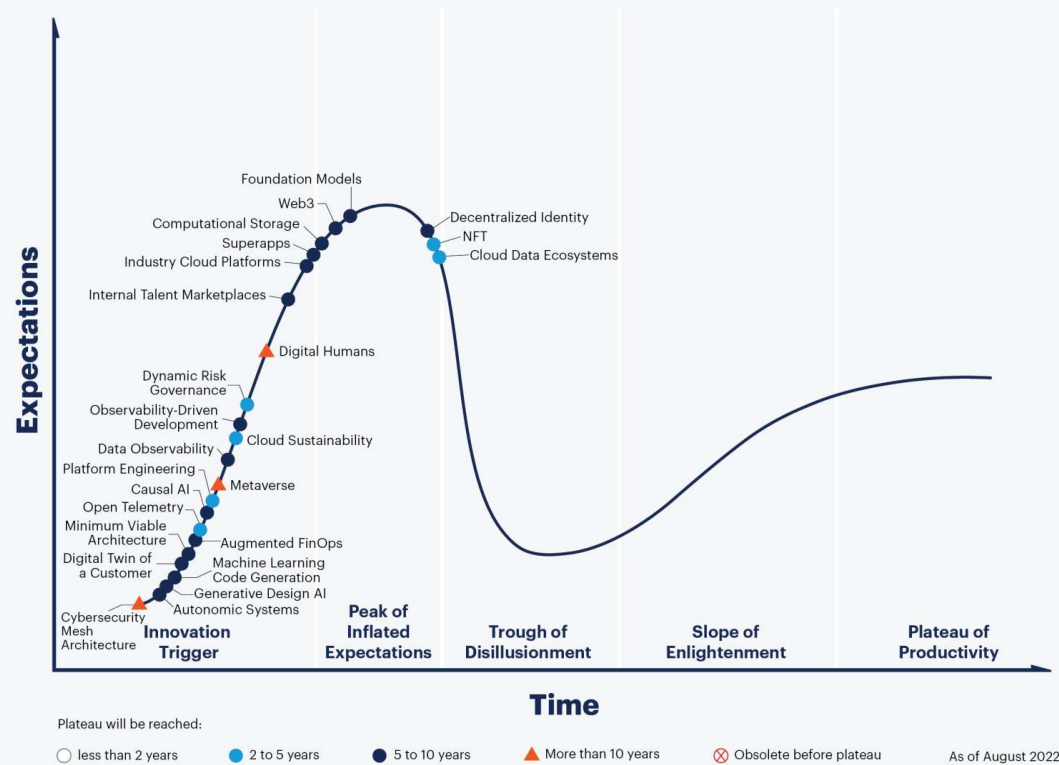 Expectations
Foundation Models
Web3
Computational Storage
Superapps
Industry Cloud Platforms
Internal Talent Marketplaces
Decentralized Identity
NFT
Cloud Data Ecosystems
Digital Humans
Dynamic Risk
Governance
Observability-Driven
Development
Cloud Sustainability
Data Observability
Platform Engineering
Metaverse
Causal AI
Open Telemetry
Minimum Viable
Architecture
Augmented FinOps
Digital Twin of
a Customer
Machine Learning
Code Generation
Generative Design AI
Autonomic Systems
Cybersecurity
Mesh
Architecture
Innovation
Trigger
Peak of
Inflated
Expectations
Trough of
Disillusionment
Slope of
Enlightenment
Plateau of
Productivity
Time
Plateau will be reached:
less than 2 years
2 to 5 years
5 to 10 years
More than 10 years
Obsolete before plateau
As of August 2022